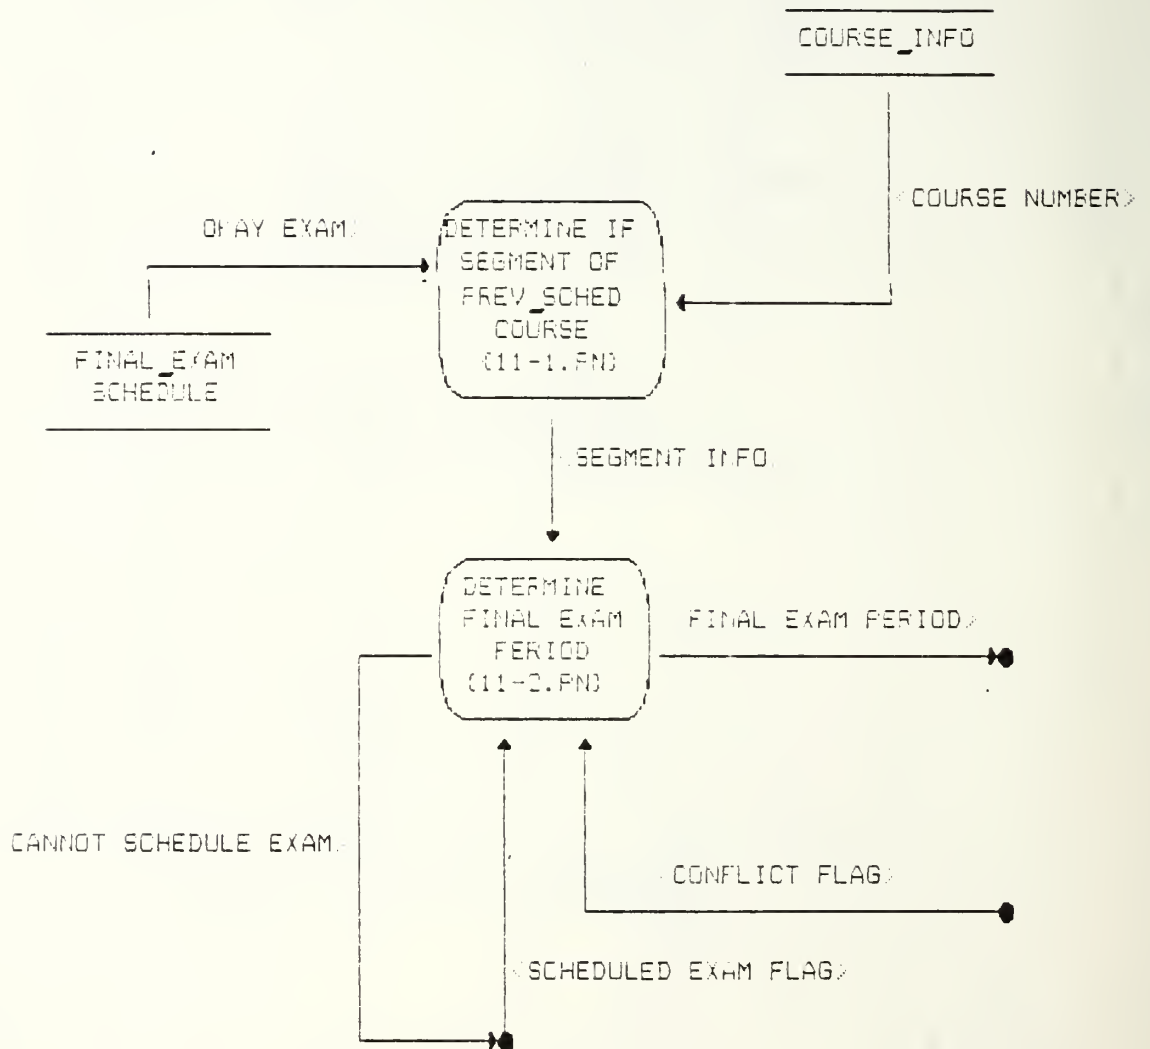 COURSE_INFO
<COURSE NUMBER>
OKAY EXAM>
DETERMINE IF
SEGMENT OF
PREV_SCHED
COURSE
(11-1.PN)
FINAL_EXAM
SCHEDULE
<SEGMENT INFO>
DETERMINE
FINAL EXAM
PERIOD
(11-2.PN)
FINAL EXAM PERIOD>
CANNOT SCHEDULE EXAM>
<CONFLICT FLAG>
<SCHEDULED EXAM FLAG>